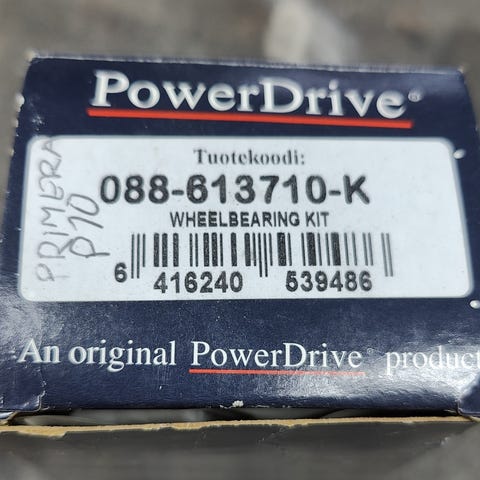 PowerDrive®
Tuotekoodi:
088-613710-K
WHEELBEARING KIT
6 416240 539486
PRIMERA
P10
An original PowerDrive® product